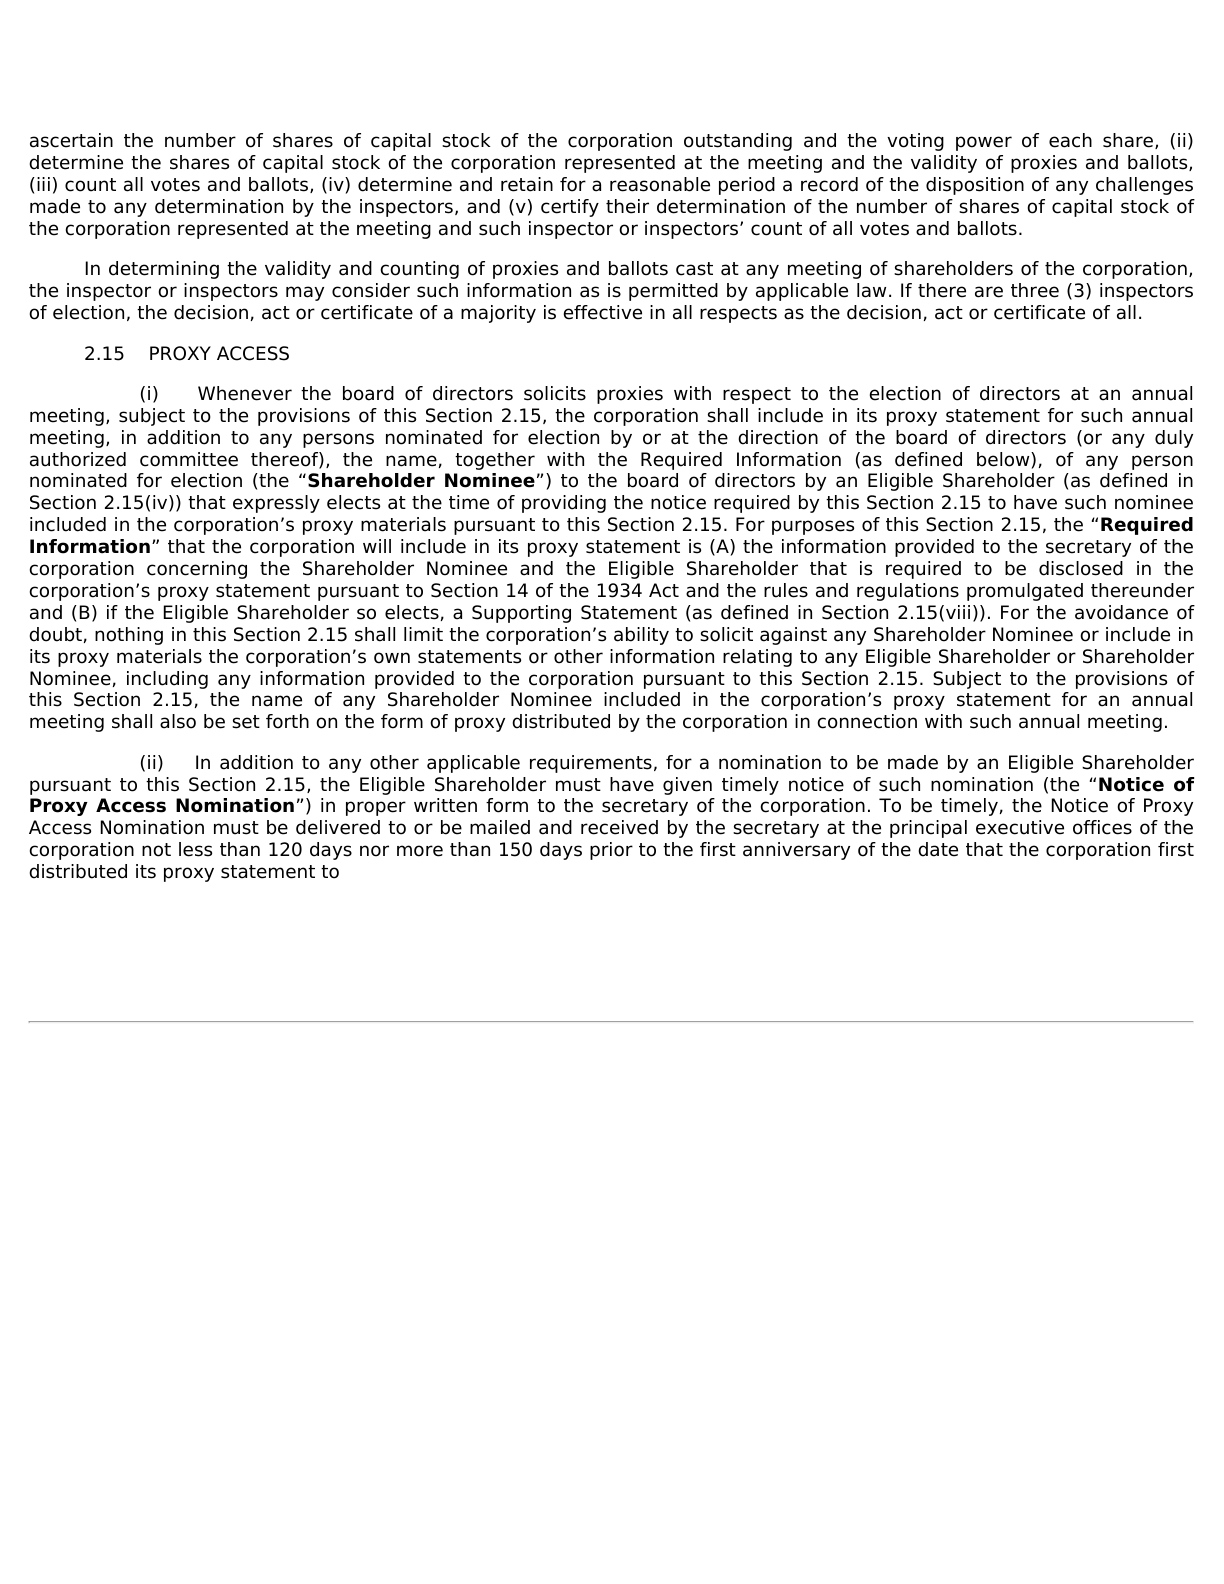 ascertain the number of shares of capital stock of the corporation outstanding and the voting power of each share, (ii)
determine the shares of capital stock of the corporation represented at the meeting and the validity of proxies and ballots,
(iii) count all votes and ballots, (iv) determine and retain for a reasonable period a record of the disposition of any challenges
made to any determination by the inspectors, and (v) certify their determination of the number of shares of capital stock of
the corporation represented at the meeting and such inspector or inspectors’ count of all votes and ballots.
In determining the validity and counting of proxies and ballots cast at any meeting of shareholders of the corporation,
the inspector or inspectors may consider such information as is permitted by applicable law. If there are three (3) inspectors
of election, the decision, act or certificate of a majority is effective in all respects as the decision, act or certificate of all.
2.15 PROXY ACCESS
(i) Whenever the board of directors solicits proxies with respect to the election of directors at an annual
meeting, subject to the provisions of this Section 2.15, the corporation shall include in its proxy statement for such annual
meeting, in addition to any persons nominated for election by or at the direction of the board of directors (or any duly
authorized committee thereof), the name, together with the Required Information (as defined below), of any person
nominated for election (the “Shareholder Nominee”) to the board of directors by an Eligible Shareholder (as defined in
Section 2.15(iv)) that expressly elects at the time of providing the notice required by this Section 2.15 to have such nominee
included in the corporation’s proxy materials pursuant to this Section 2.15. For purposes of this Section 2.15, the “Required
Information” that the corporation will include in its proxy statement is (A) the information provided to the secretary of the
corporation concerning the Shareholder Nominee and the Eligible Shareholder that is required to be disclosed in the
corporation’s proxy statement pursuant to Section 14 of the 1934 Act and the rules and regulations promulgated thereunder
and (B) if the Eligible Shareholder so elects, a Supporting Statement (as defined in Section 2.15(viii)). For the avoidance of
doubt, nothing in this Section 2.15 shall limit the corporation’s ability to solicit against any Shareholder Nominee or include in
its proxy materials the corporation’s own statements or other information relating to any Eligible Shareholder or Shareholder
Nominee, including any information provided to the corporation pursuant to this Section 2.15. Subject to the provisions of
this Section 2.15, the name of any Shareholder Nominee included in the corporation’s proxy statement for an annual
meeting shall also be set forth on the form of proxy distributed by the corporation in connection with such annual meeting.
(ii) In addition to any other applicable requirements, for a nomination to be made by an Eligible Shareholder
pursuant to this Section 2.15, the Eligible Shareholder must have given timely notice of such nomination (the “Notice of
Proxy Access Nomination”) in proper written form to the secretary of the corporation. To be timely, the Notice of Proxy
Access Nomination must be delivered to or be mailed and received by the secretary at the principal executive offices of the
corporation not less than 120 days nor more than 150 days prior to the first anniversary of the date that the corporation first
distributed its proxy statement to